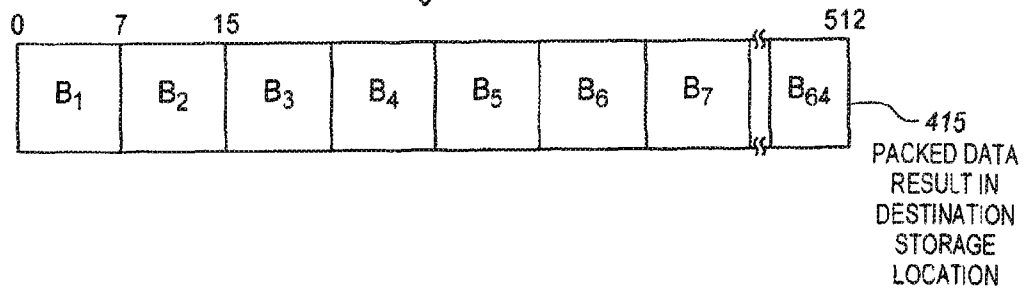 0 7 15 512
B₁ B₂ B₃ B₄ B₅ B₆ B₇ B₆₄
415
PACKED DATA
RESULT IN
DESTINATION
STORAGE
LOCATION